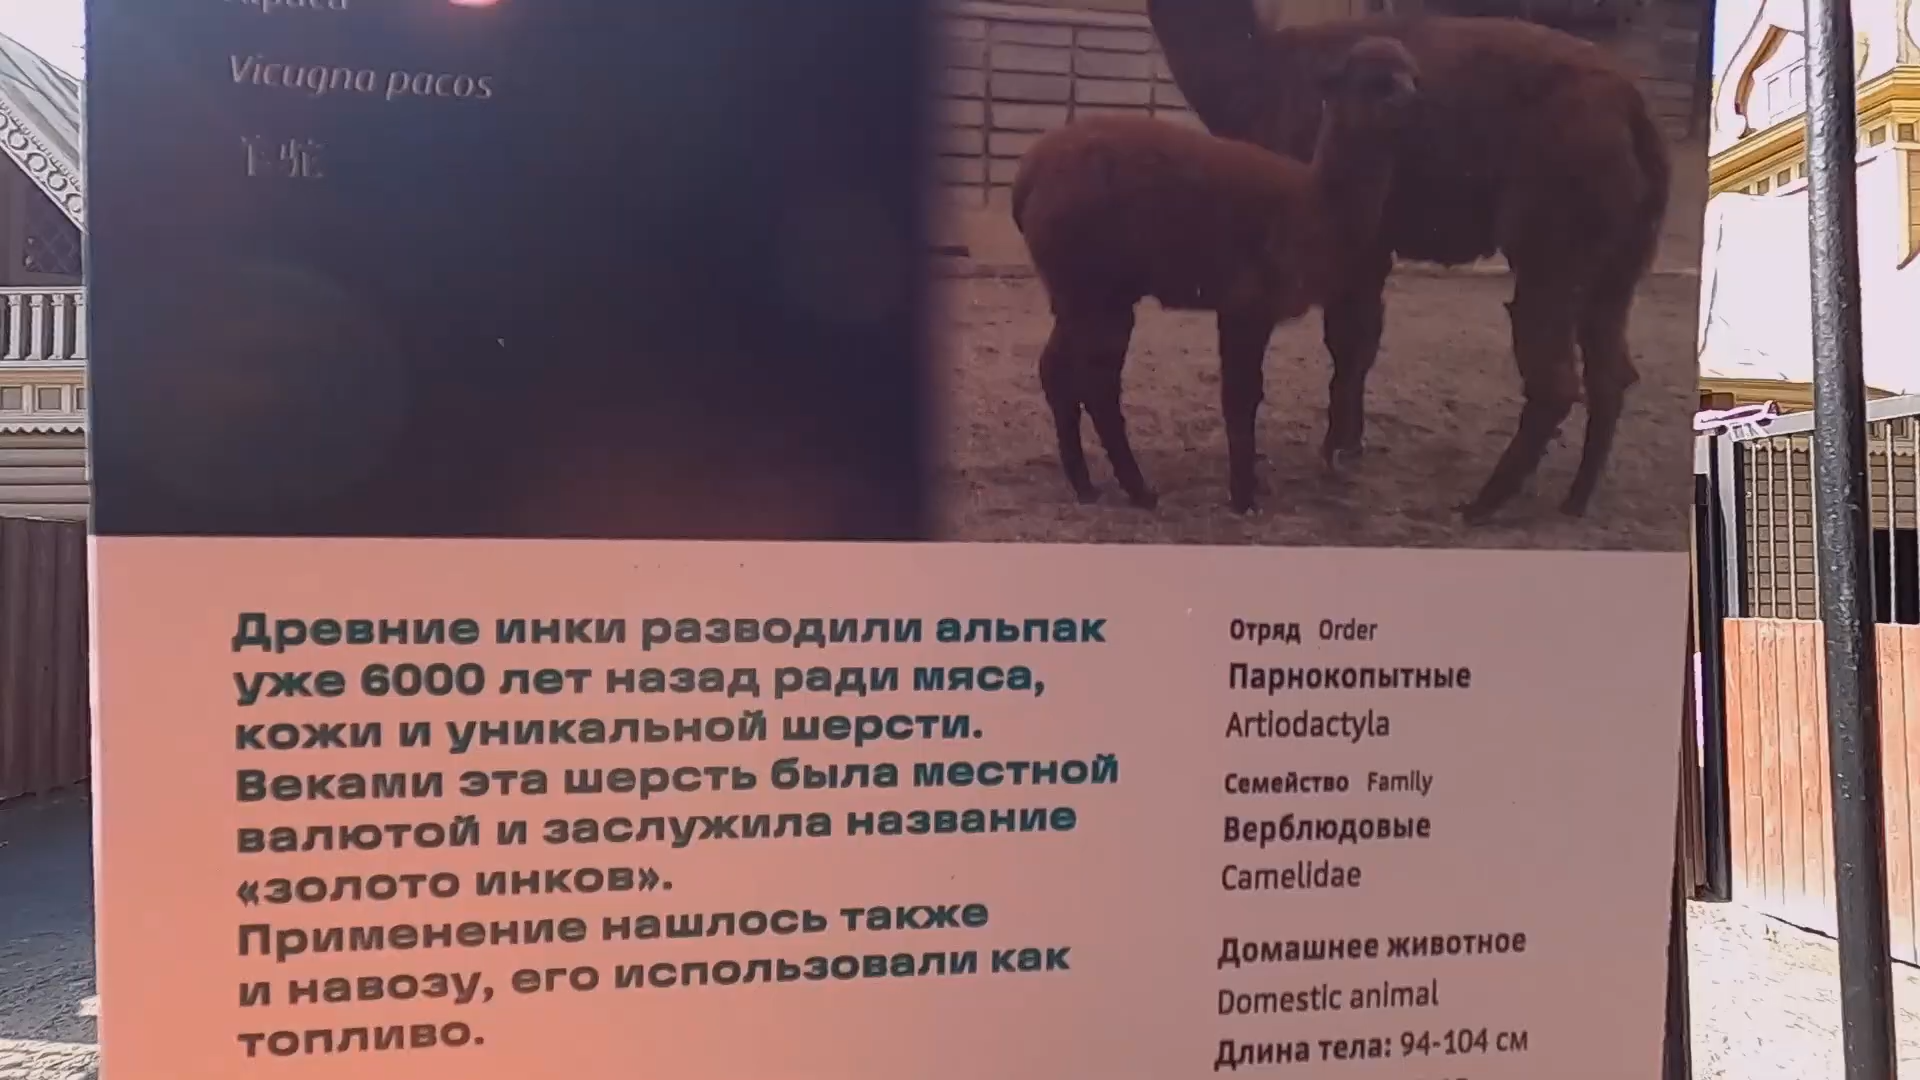 Vicugna pacos
Древние инки разводили альпак
уже 6000 лет назад ради мяса,
кожи и уникальной шерсти.
Веками эта шерсть была местной
валютой и заслужила название
«золото инков».
Применение нашлось также
и навозу, его использовали как
топливо.
Отряд Order
Парнокопытные
Artiodactyla
Семейство Family
Верблюдовые
Camelidae
Домашнее животное
Domestic animal
Длина тела: 94-104 см